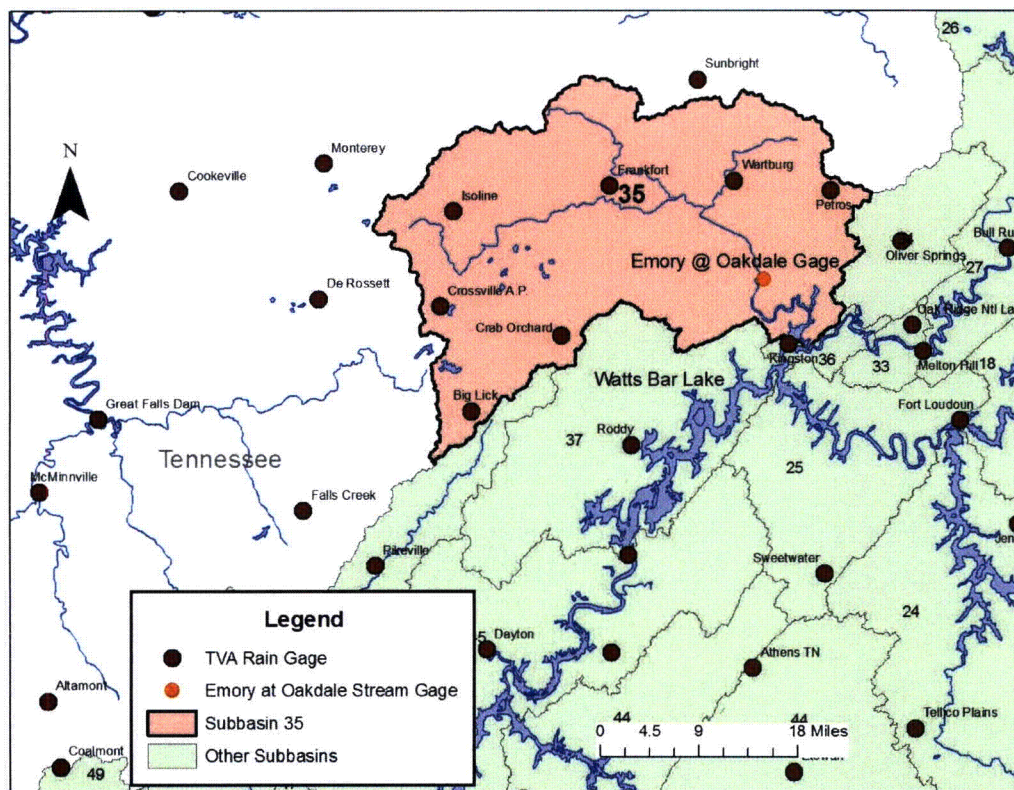 26
Sunbright
N
Monterey
Cookeville
Frankfort
Wartburg
35
Isoline
Petros
Emory @ Oakdale Gage
Oliver Springs
Bull Ru
27
De Rossett
Crossville A.P.
Crab Orchard
Oak Ridge Ntl La
Kingston
36
33
Melton Hill
18
Watts Bar Lake
Big Lick
Great Falls Dam
Fort Loudoun
37
Roddy
Tennessee
25
McMinnville
Falls Creek
Jen
Pikeville
Sweetwater
24
Legend
TVA Rain Gage
Emory at Oakdale Stream Gage
Subbasin 35
Other Subbasins
5
Dayton
Athens TN
Altamont
44
44
Tellico Plains
0 4.5 9 18 Miles
Coalmont
49